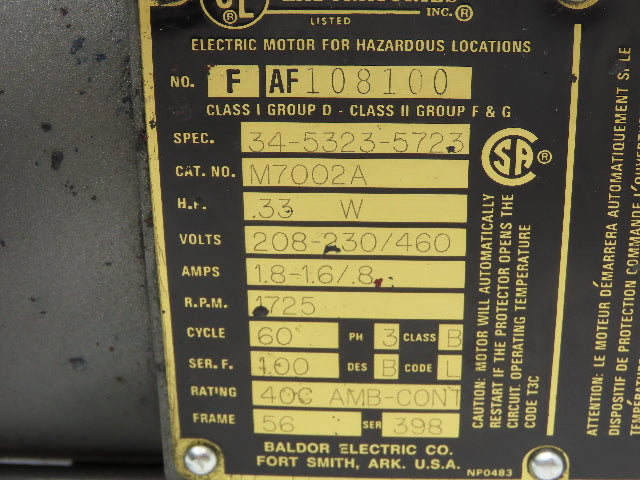 UL ®
LISTED
INC. ®
ELECTRIC MOTOR FOR HAZARDOUS LOCATIONS
NO. F AF108100
CLASS I GROUP D - CLASS II GROUP F & G
SPEC. 34-5323-5723
CAT. NO. M7002A
H.P. .33 W
VOLTS 208-230/460
AMPS 1.8-1.6/.8
R.P.M. 1725
CYCLE 60 PH 3 CLASS B
SER. F. 1.00 DES B CODE L
RATING 40C AMB-CONT
FRAME 56 SER 398
BALDOR ELECTRIC CO.
FORT SMITH, ARK. U.S.A.
NP0483
SA ®
CAUTION: MOTOR WILL AUTOMATICALLY
RESTART IF THE PROTECTOR OPENS THE
CIRCUIT. OPERATING TEMPERATURE
CODE T3C
ATTENTION: LE MOTEUR DÉMARRERA AUTOMATIQUEMENT SI LE
DISPOSITIF DE PROTECTION COMMANDE